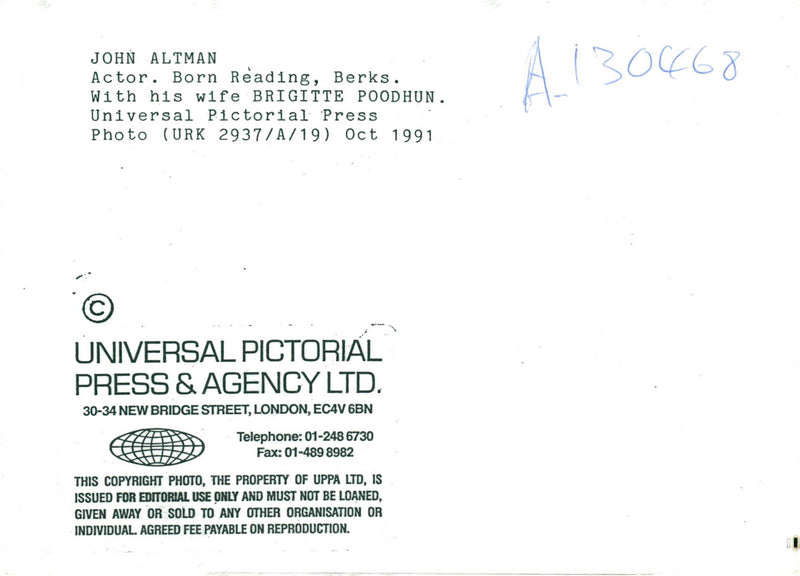 JOHN ALTMAN
Actor. Born Reading, Berks.
With his wife BRIGITTE POODHUN.
Universal Pictorial Press
Photo (URK 2937/A/19) Oct 1991
A_130468
©
UNIVERSAL PICTORIAL
PRESS & AGENCY LTD.
30-34 NEW BRIDGE STREET, LONDON, EC4V 6BN
Telephone: 01-248 6730
Fax: 01-489 8982
THIS COPYRIGHT PHOTO, THE PROPERTY OF UPPA LTD, IS
ISSUED FOR EDITORIAL USE ONLY AND MUST NOT BE LOANED,
GIVEN AWAY OR SOLD TO ANY OTHER ORGANISATION OR
INDIVIDUAL. AGREED FEE PAYABLE ON REPRODUCTION.